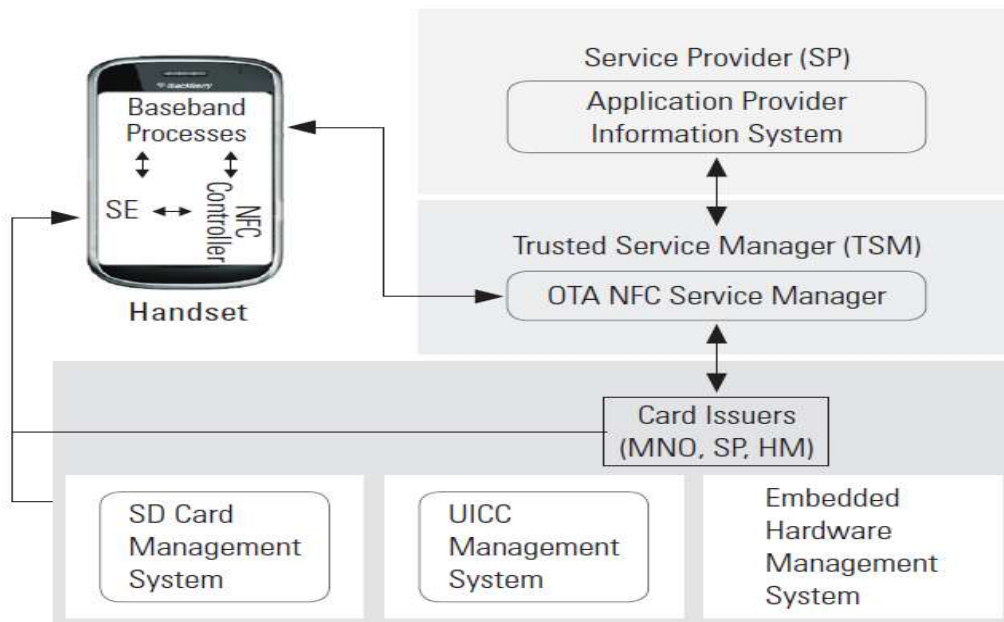 BlackBerry
Baseband
Processes
SE
NFC
Controller
Handset
Service Provider (SP)
Application Provider
Information System
Trusted Service Manager (TSM)
OTA NFC Service Manager
Card Issuers
(MNO, SP, HM)
SD Card
Management
System
UICC
Management
System
Embedded
Hardware
Management
System